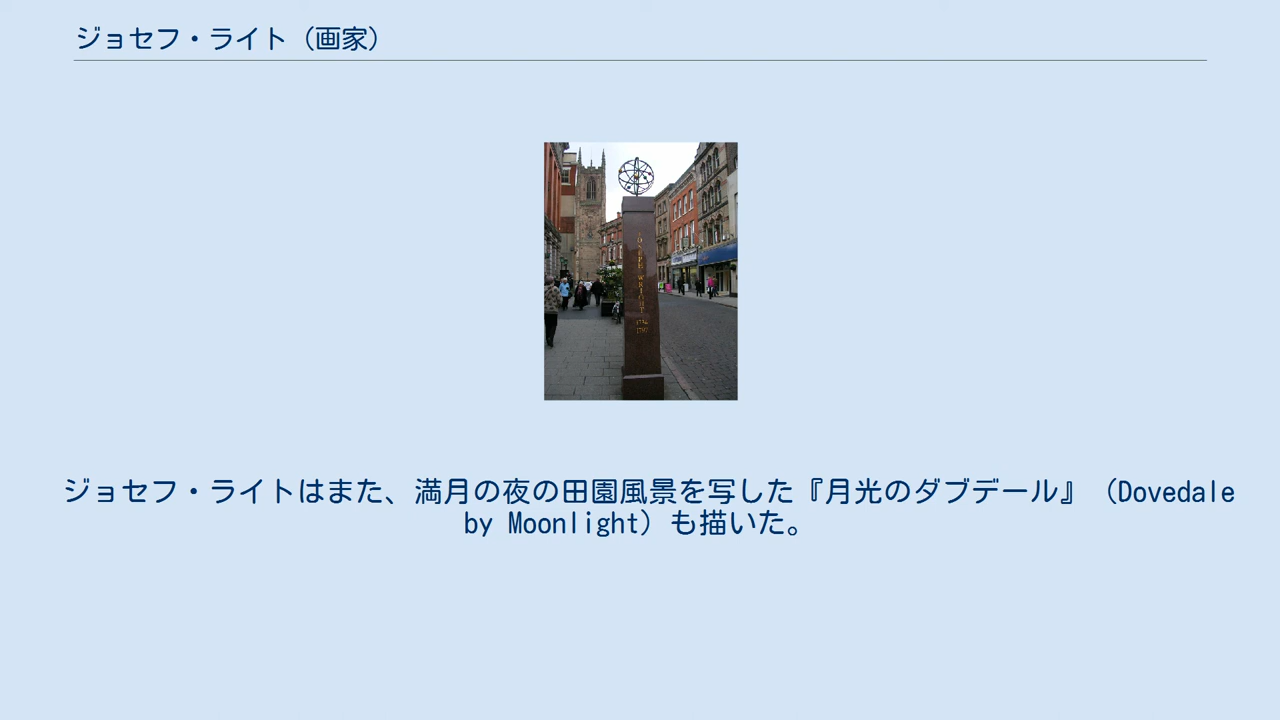 ジョセフ・ライト（画家）
JOSEPH WRIGHT
ジョセフ・ライトはまた、満月の夜の田園風景を写した『月光のダブデール』（Dovedale
by Moonlight）も描いた。